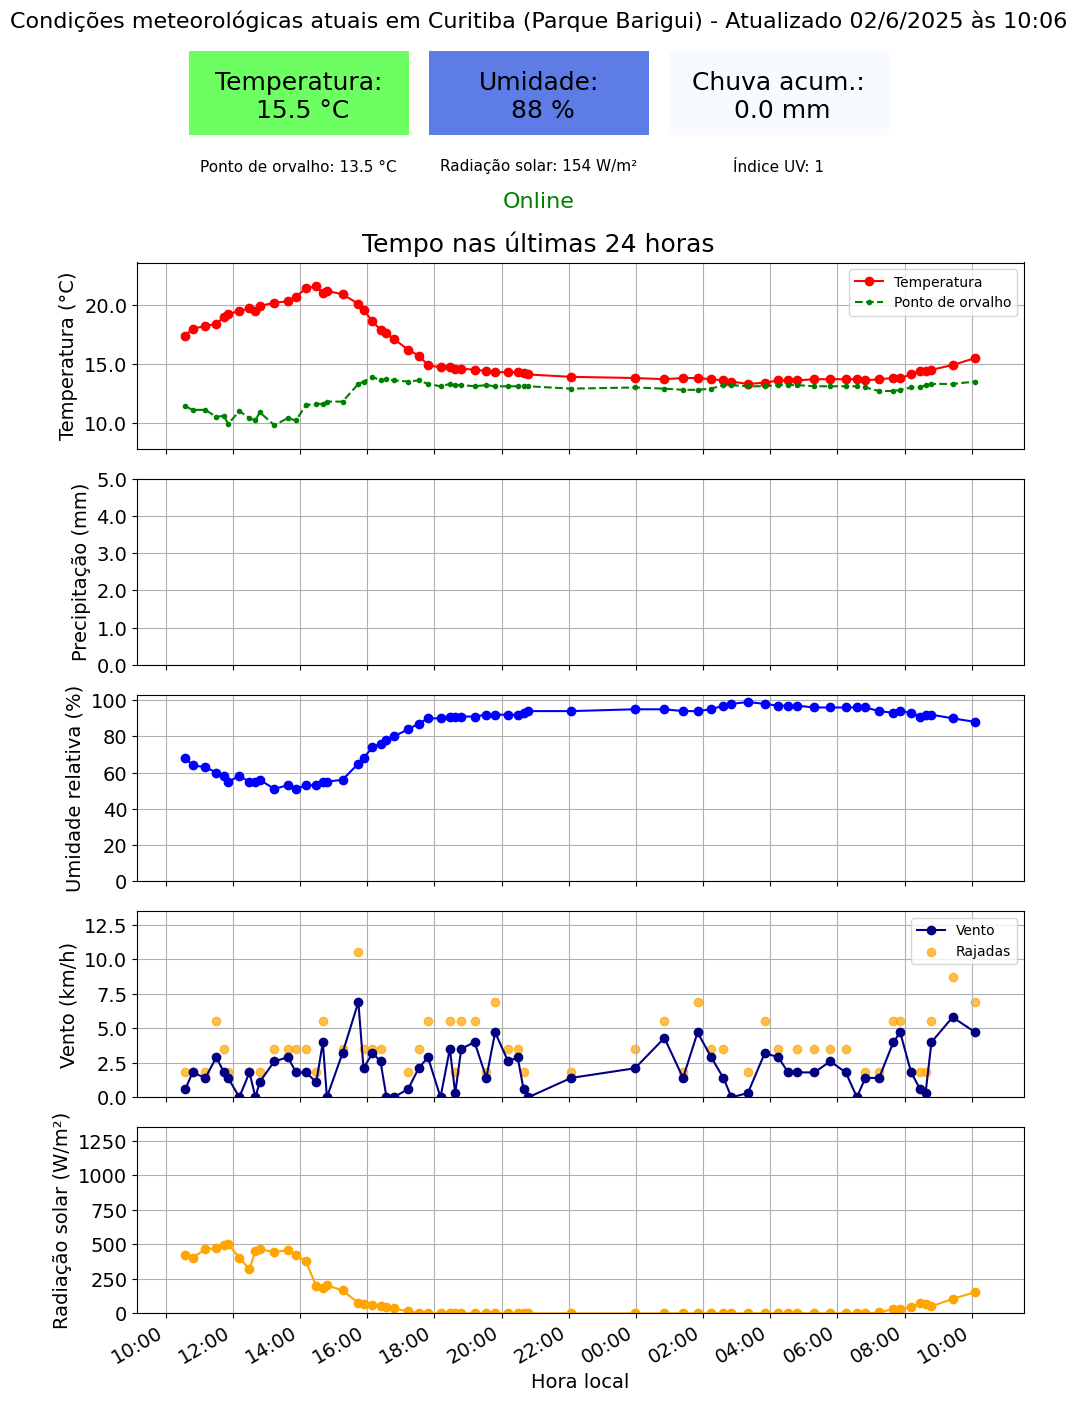 Condições meteorológicas atuais em Curitiba (Parque Barigui) - Atualizado 02/6/2025 às 10:06
Temperatura:
15.5 °C
Umidade:
88 %
Chuva acum.:
0.0 mm
Ponto de orvalho: 13.5 °C
Radiação solar: 154 W/m²
Índice UV: 1
Online
Tempo nas últimas 24 horas
Temperatura (°C)
20.0
15.0
10.0
Temperatura
Ponto de orvalho
Precipitação (mm)
5.0
4.0
3.0
2.0
1.0
0.0
Umidade relativa (%)
100
80
60
40
20
0
Vento (km/h)
12.5
10.0
7.5
5.0
2.5
0.0
Vento
Rajadas
Radiação solar (W/m²)
1250
1000
750
500
250
0
10:00
12:00
14:00
16:00
18:00
20:00
22:00
00:00
02:00
04:00
06:00
08:00
10:00
Hora local